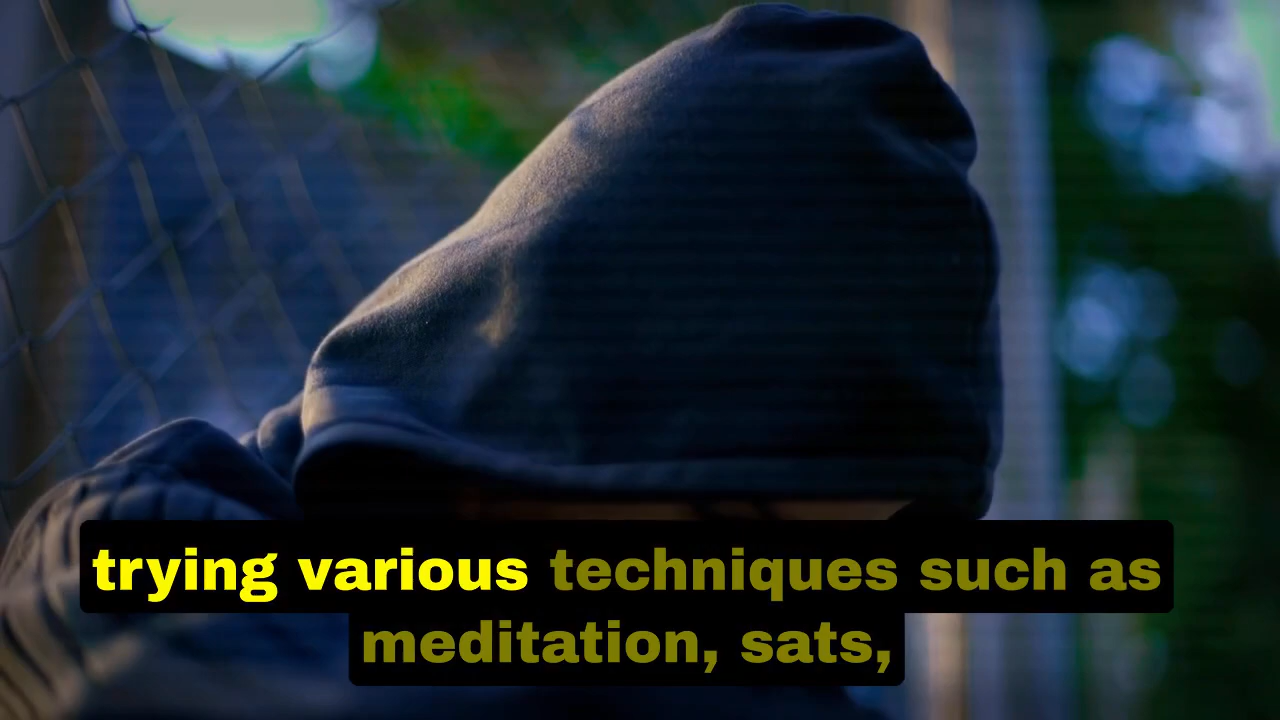 trying various techniques such as
meditation, sats,